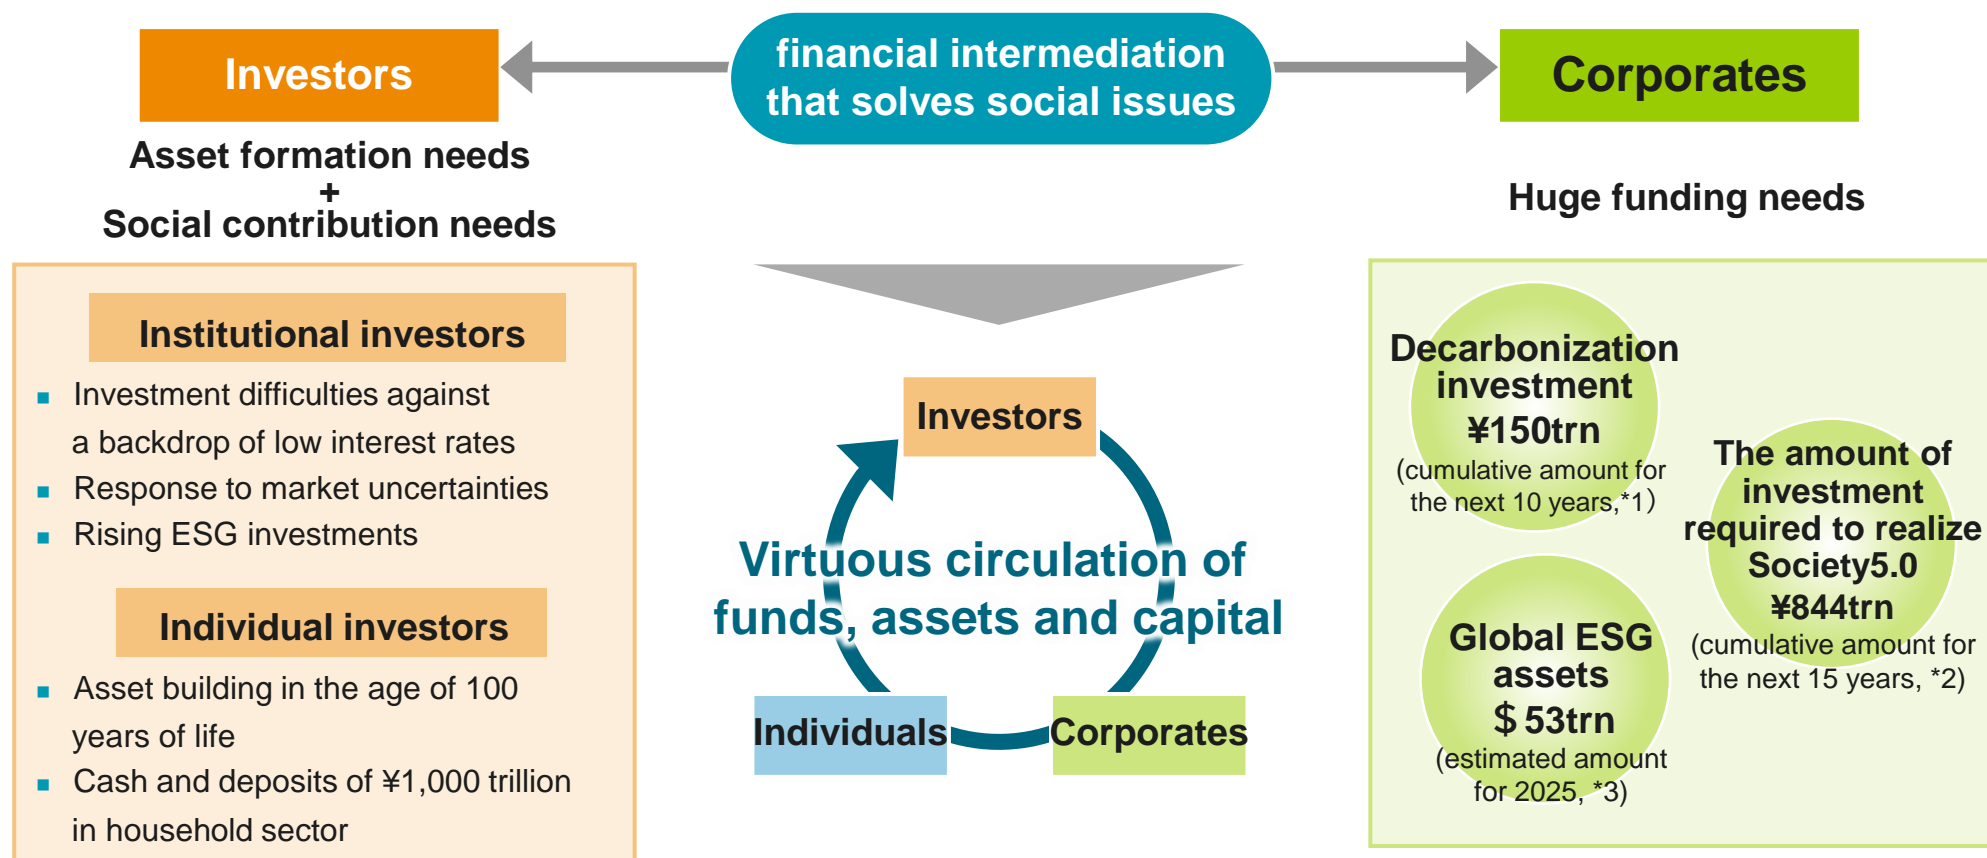 Investors
financial intermediation
that solves social issues
Corporates
Asset formation needs
+
Social contribution needs
Huge funding needs
Institutional investors
■ Investment difficulties against
a backdrop of low interest rates
■ Response to market uncertainties
■ Rising ESG investments
Individual investors
■ Asset building in the age of 100
years of life
■ Cash and deposits of ¥1,000 trillion
in household sector
Investors
Virtuous circulation of
funds, assets and capital
Individuals
Corporates
Decarbonization
investment
¥150trn
(cumulative amount for
the next 10 years,*1）
The amount of
investment
required to realize
Society5.0
¥844trn
(cumulative amount for
the next 15 years, *2)
Global ESG
assets
＄53trn
(estimated amount
for 2025, *3)